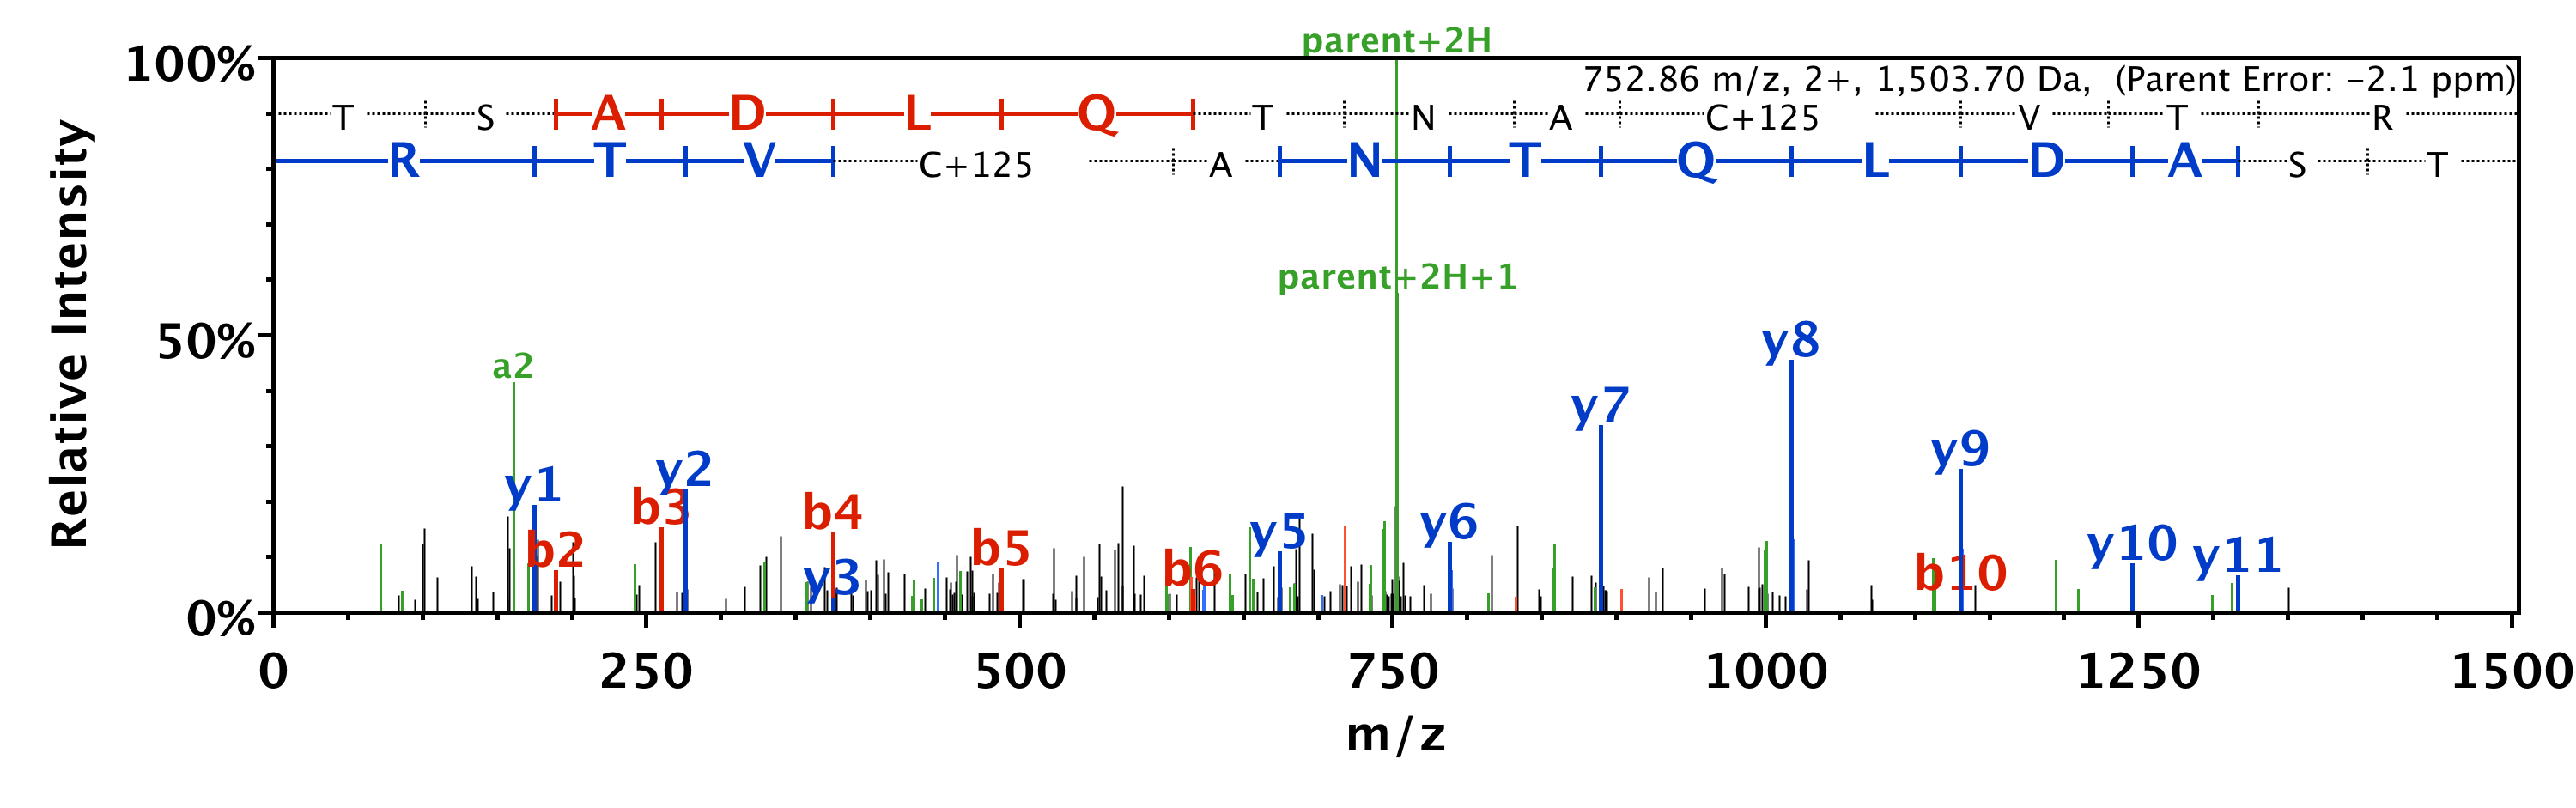 parent+2H
100%
752.86 m/z, 2+, 1,503.70 Da, (Parent Error: −2.1 ppm)
T S A D L Q T N A C+125 V T R
R T V C+125 A N T Q L D A S T
parent+2H+1
50%
y8
a2
y7
y9
y2
y1
b3
b4
y6
y5
b2
b5
y10
y11
b6
y3
b10
0%
0 250 500 750 1000 1250 1500
m/z
Relative Intensity